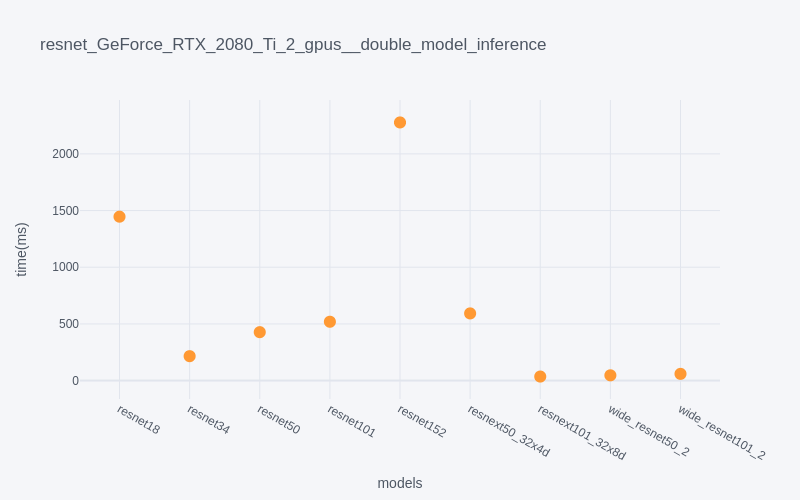 resnet_GeForce_RTX_2080_Ti_2_gpus__double_model_inference
2000
1500
1000
500
0
time(ms)
resnet18
resnet34
resnet50
resnet101
resnet152
resnext50_32x4d
resnext101_32x8d
wide_resnet50_2
wide_resnet101_2
models